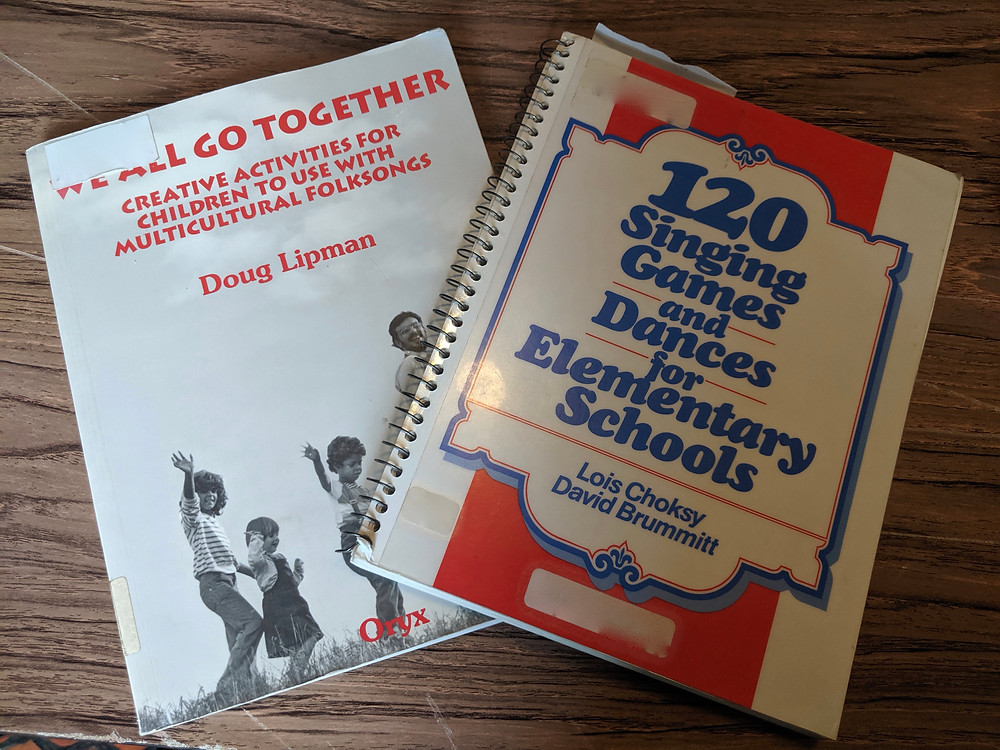 WE ALL GO TOGETHER
CREATIVE ACTIVITIES FOR
CHILDREN TO USE WITH
MULTICULTURAL FOLKSONGS
Doug Lipman
Oryx
120
Singing
Games
and
Dances
for
Elementary
Schools
Lois Choksy
David Brummitt